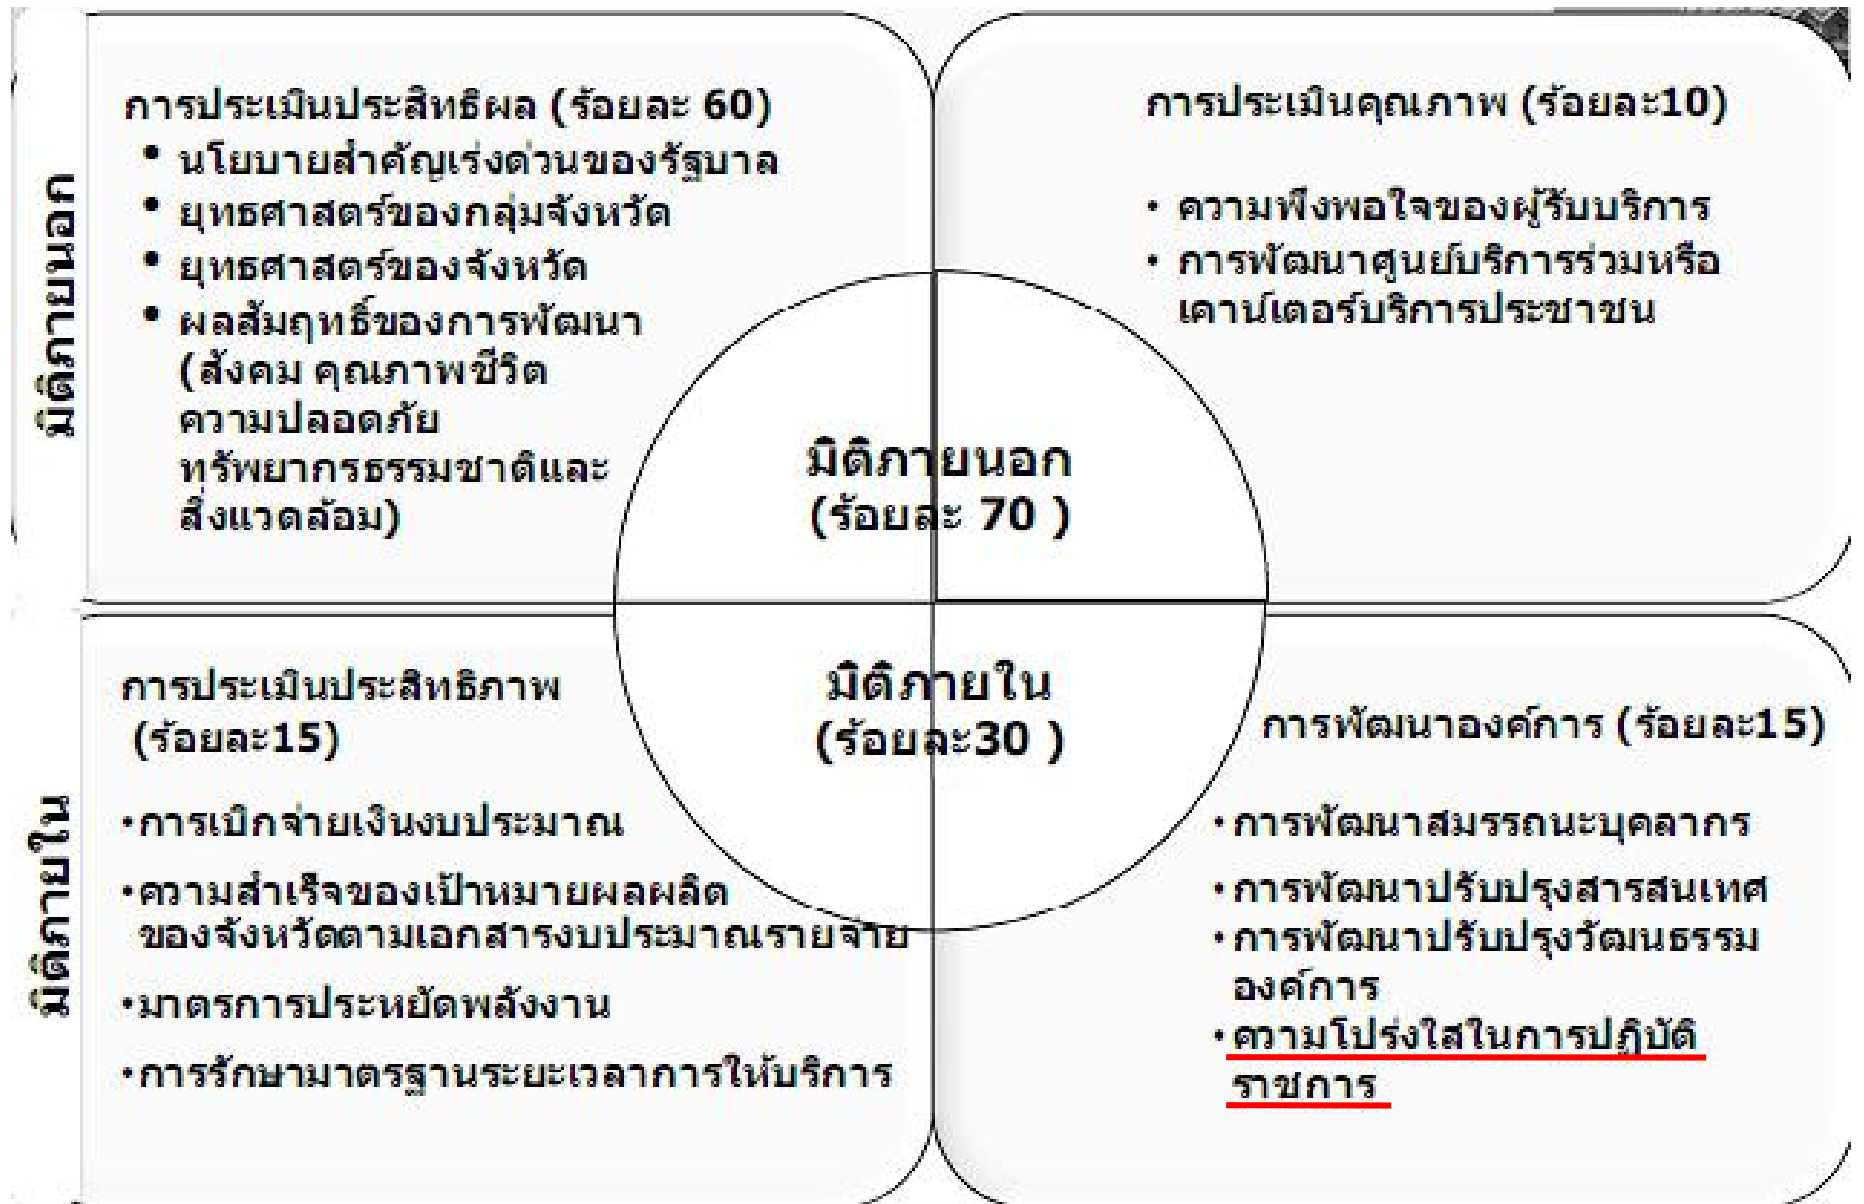 มิติภายนอก
การประเมินประสิทธิผล (ร้อยละ 60)
• นโยบายสำคัญเร่งด่วนของรัฐบาล
• ยุทธศาสตร์ของกลุ่มจังหวัด
• ยุทธศาสตร์ของจังหวัด
• ผลสัมฤทธิ์ของการพัฒนา
(สังคม คุณภาพชีวิต
ความปลอดภัย
ทรัพยากรธรรมชาติและ
สิ่งแวดล้อม)
การประเมินคุณภาพ (ร้อยละ10)
• ความพึงพอใจของผู้รับบริการ
• การพัฒนาศูนย์บริการร่วมหรือ
เคาน์เตอร์บริการประชาชน
มิติภายนอก
(ร้อยละ 70 )
มิติภายใน
(ร้อยละ30 )
มิติภายใน
การประเมินประสิทธิภาพ
(ร้อยละ15)
•การเบิกจ่ายเงินงบประมาณ
•ความสำเร็จของเป้าหมายผลผลิต
ของจังหวัดตามเอกสารงบประมาณรายจ่าย
•มาตรการประหยัดพลังงาน
•การรักษามาตรฐานระยะเวลาการให้บริการ
การพัฒนาองค์การ (ร้อยละ15)
•การพัฒนาสมรรถนะบุคลากร
•การพัฒนาปรับปรุงสารสนเทศ
•การพัฒนาปรับปรุงวัฒนธรรม
องค์การ
•ความโปร่งใสในการปฏิบัติ
ราชการ